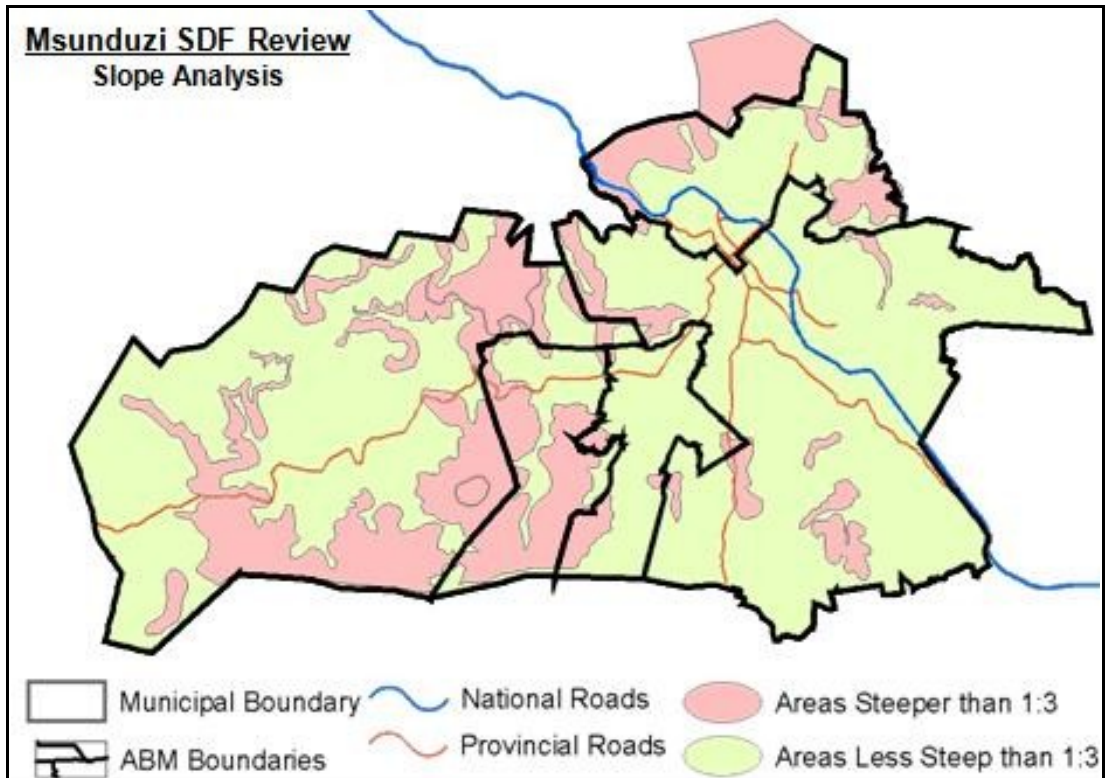 Msunduzi SDF Review
Slope Analysis
Municipal Boundary
National Roads
Areas Steeper than 1:3
ABM Boundaries
Provincial Roads
Areas Less Steep than 1:3